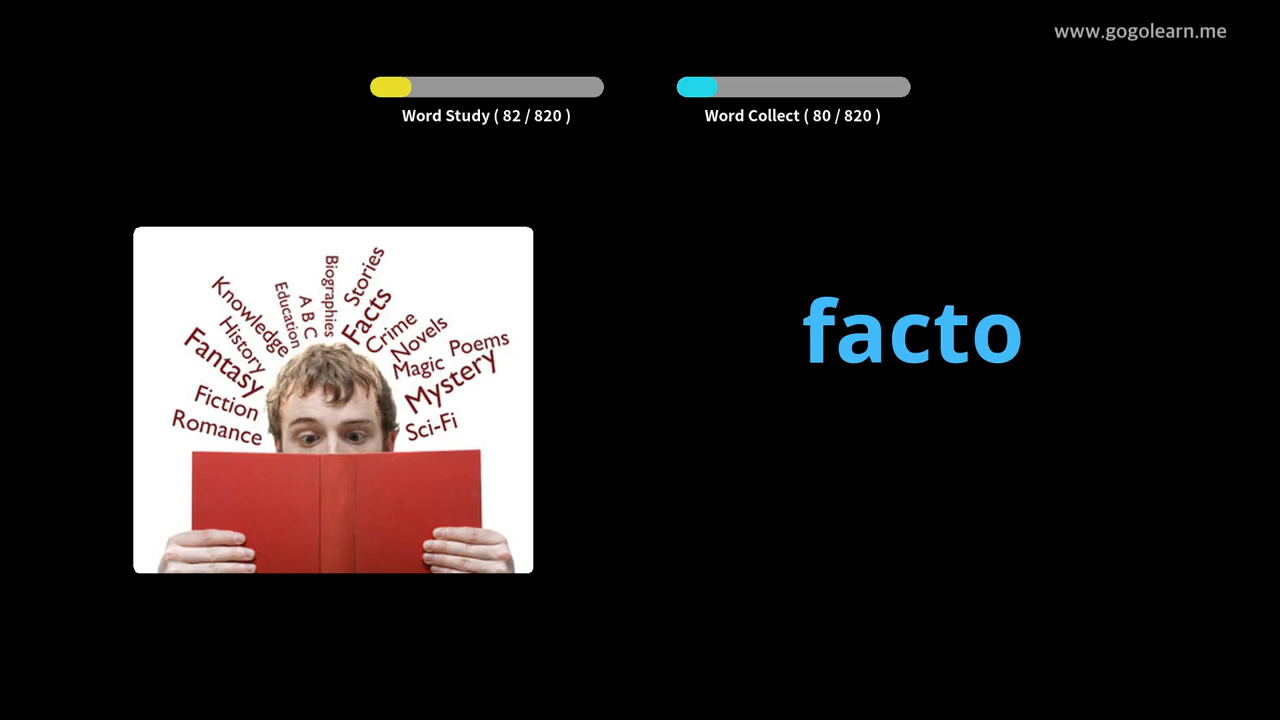 www.gogolearn.me
Word Study ( 82 / 820 )
Word Collect ( 80 / 820 )
Knowledge
Education
A B C
Biographies
Stories
Facts
Crime
Novels
Poems
History
Fantasy
Magic
Mystery
Fiction
Romance
Sci-Fi
facto